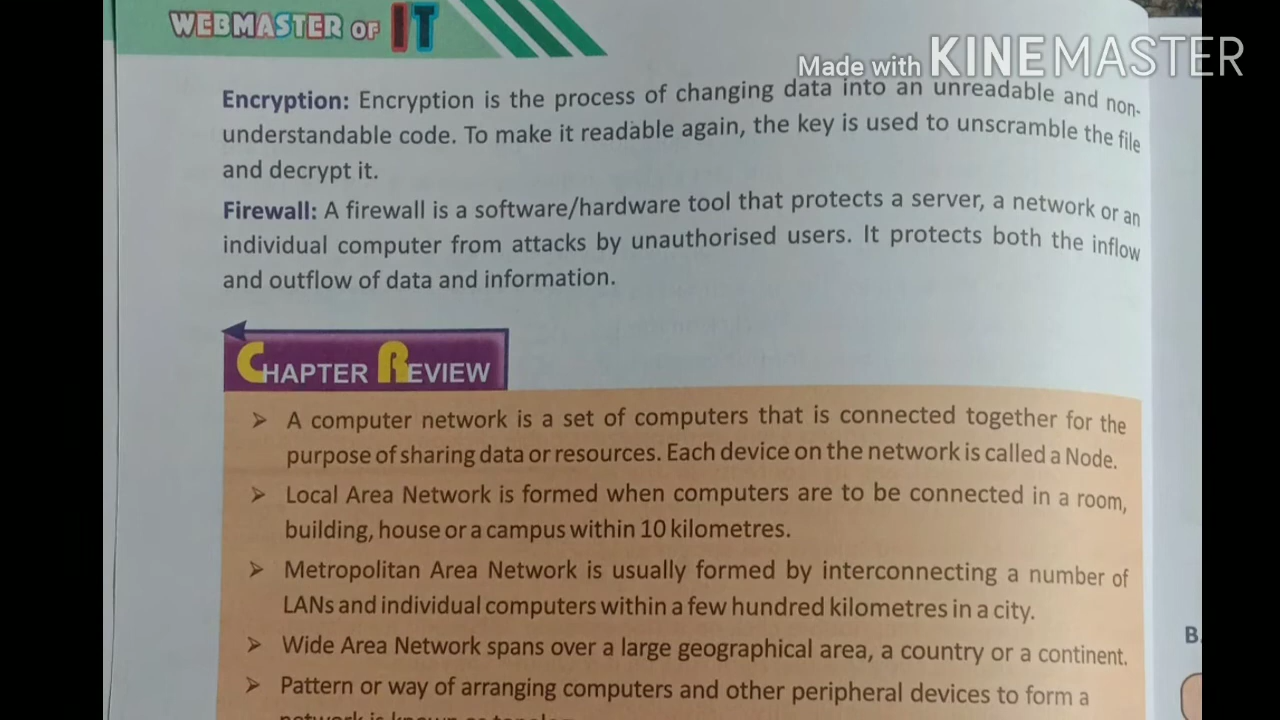 WEBMASTER OF IT
Made with KINEMASTER
Encryption: Encryption is the process of changing data into an unreadable and non-
understandable code. To make it readable again, the key is used to unscramble the file
and decrypt it.
Firewall: A firewall is a software/hardware tool that protects a server, a network or an
individual computer from attacks by unauthorised users. It protects both the inflow
and outflow of data and information.
CHAPTER REVIEW
➢ A computer network is a set of computers that is connected together for the
purpose of sharing data or resources. Each device on the network is called a Node.
➢ Local Area Network is formed when computers are to be connected in a room,
building, house or a campus within 10 kilometres.
➢ Metropolitan Area Network is usually formed by interconnecting a number of
LANs and individual computers within a few hundred kilometres in a city.
➢ Wide Area Network spans over a large geographical area, a country or a continent.
B.
➢ Pattern or way of arranging computers and other peripheral devices to form a
network is known as